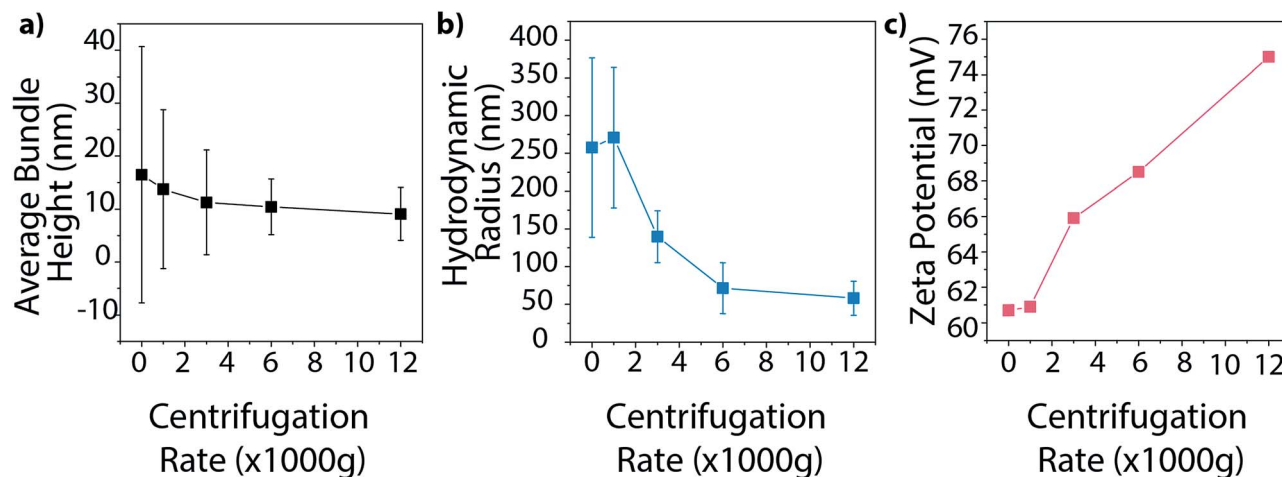 a)
Average Bundle
Height (nm)
40
30
20
10
0
-10
0 2 4 6 8 10 12
Centrifugation
Rate (x1000g)
b)
Hydrodynamic
Radius (nm)
400
350
300
250
200
150
100
50
0
0 2 4 6 8 10 12
Centrifugation
Rate (x1000g)
c)
Zeta Potential (mV)
76
74
72
70
68
66
64
62
60
0 2 4 6 8 10 12
Centrifugation
Rate (x1000g)